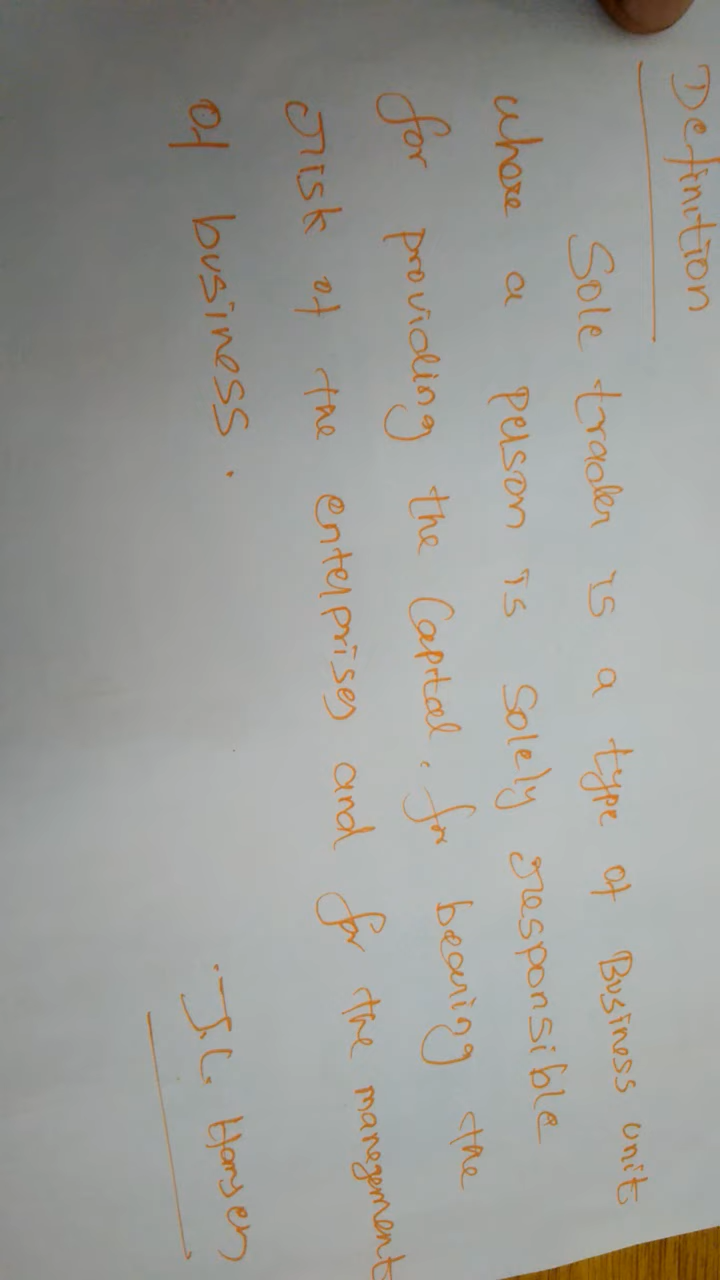 Definition
Sole trader is a type of Business unit
where a person is solely responsible
for providing the Capital, for bearing the
risk of the enterprises and for the management
of business.
J.L. Hansen